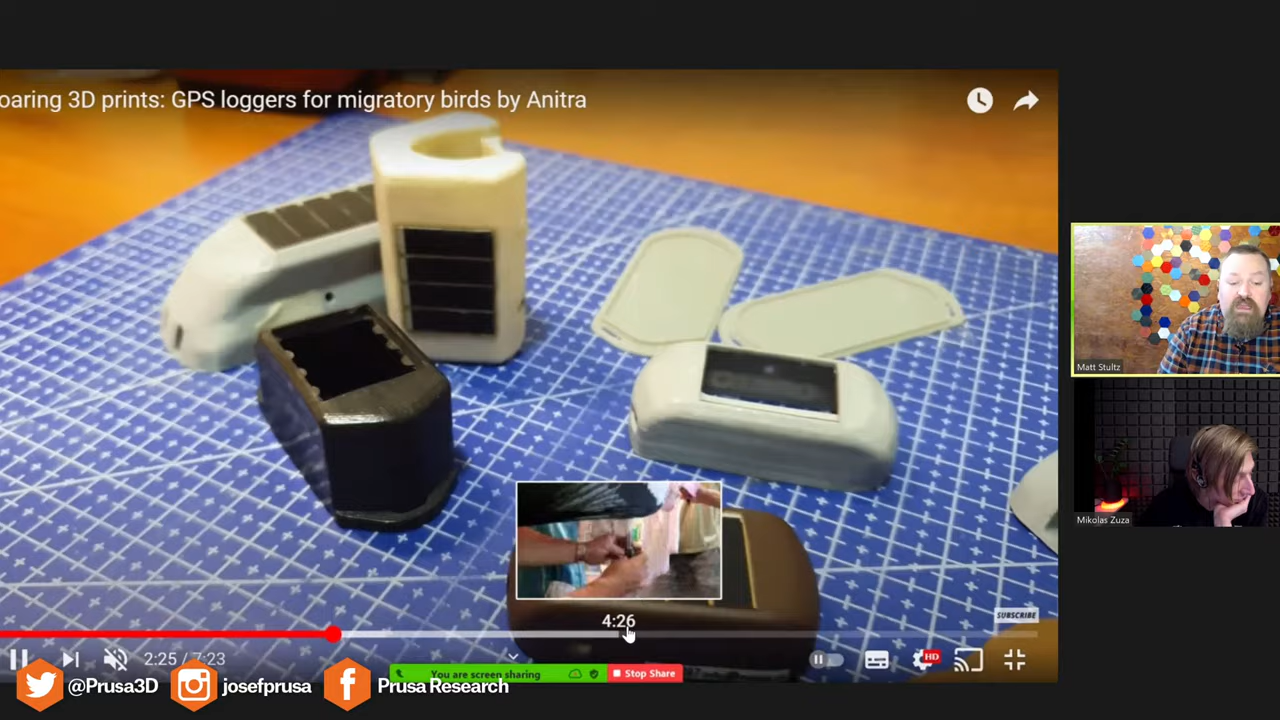 oaring 3D prints: GPS loggers for migratory birds by Anitra
Matt Stultz
Mikolas Zuza
4:26
SUBSCRIBE
2:25 / 7:23
HD
You are screen sharing
Stop Share
@Prusa3D
josefprusa
Prusa Research